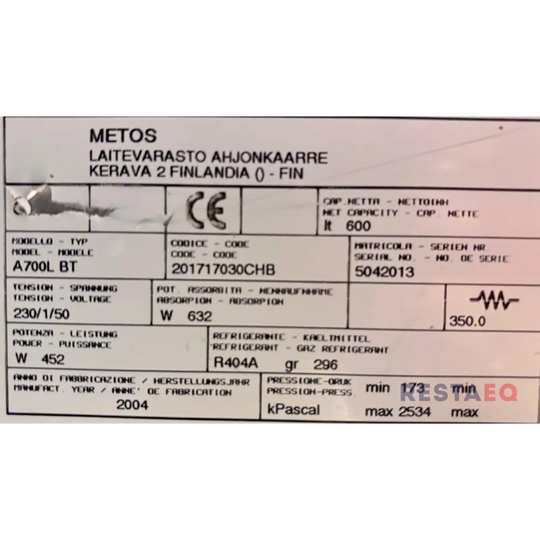 METOS
LAITEVARASTO AHJONKAARRE
KERAVA 2 FINLANDIA () - FIN
CE
CAP.NETTA - NETTOINH
NET CAPACITY - CAP. NETTE
lt 600
MODELLO - TYP
MODEL - MODELE
A700L BT
CODICE - CODE
CODE - CODE
201717030CHB
MATRICOLA - SERIEN NR.
SERIAL NO. - NO. DE SERIE
5042013
TENSION - SPANNUNG
TENSION - VOLTAGE
230/1/50
POT. ASSORBITA - NENNAUFNAHME
ABSORPION - ABSORPION
W 632
350.0
POTENZA - LEISTUNG
POWER - PUISSANCE
W 452
REFRIGERANTE - KAELTMITTEL
REFRIGERANT - GAZ REFRIGERANT
R404A gr 296
ANNO DI FABBRICAZIONE / HERSTELLUNGSJAHR
MANUFACT. YEAR / ANNE' DE FABRICATION
2004
PRESSIONE-DRUK
PRESSION-PRESS.
kPascal
min 173 min
max 2534 max
RESTAEQ